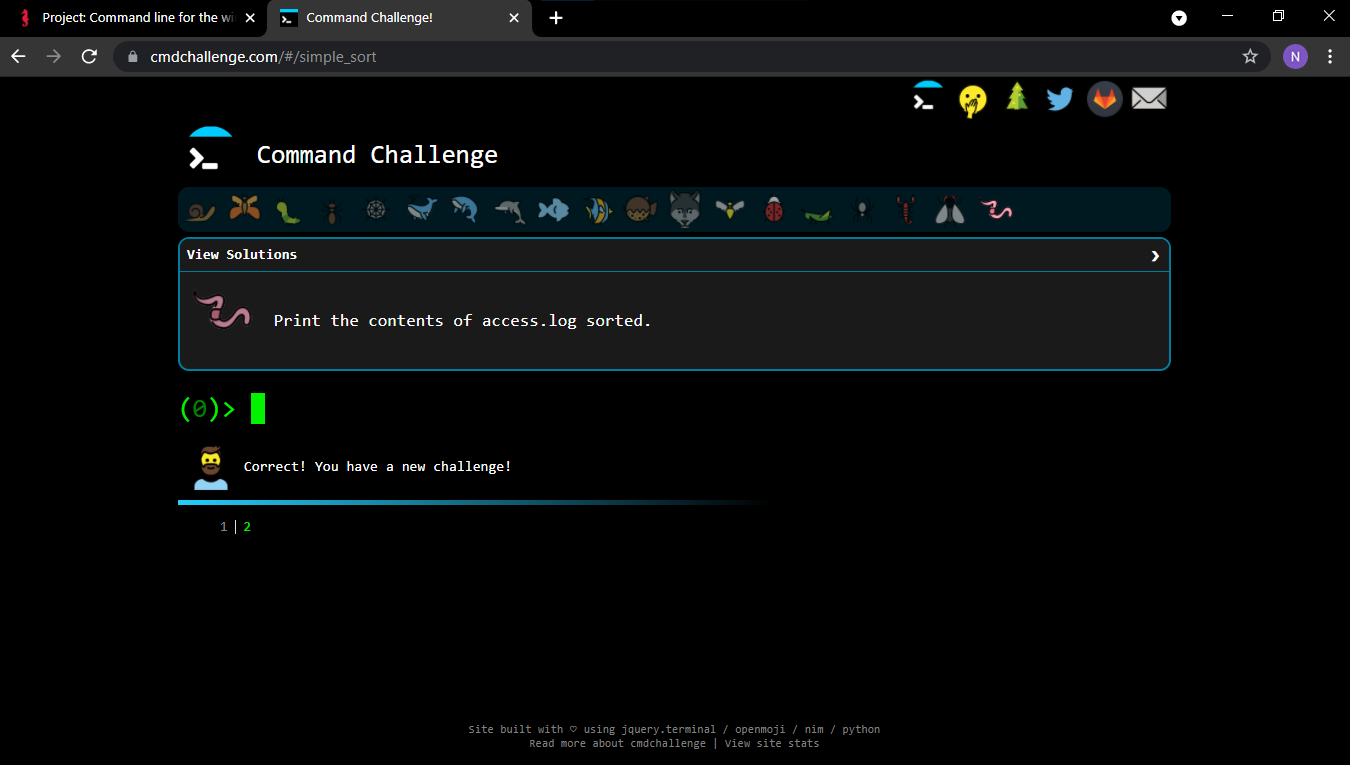 Project: Command line for the wi
Command Challenge!
cmdchallenge.com/#/simple_sort
N
Command Challenge
View Solutions
Print the contents of access.log sorted.
(0)>
Correct! You have a new challenge!
1 | 2
Site built with ♡ using jquery.terminal / openmoji / nim / python
Read more about cmdchallenge | View site stats